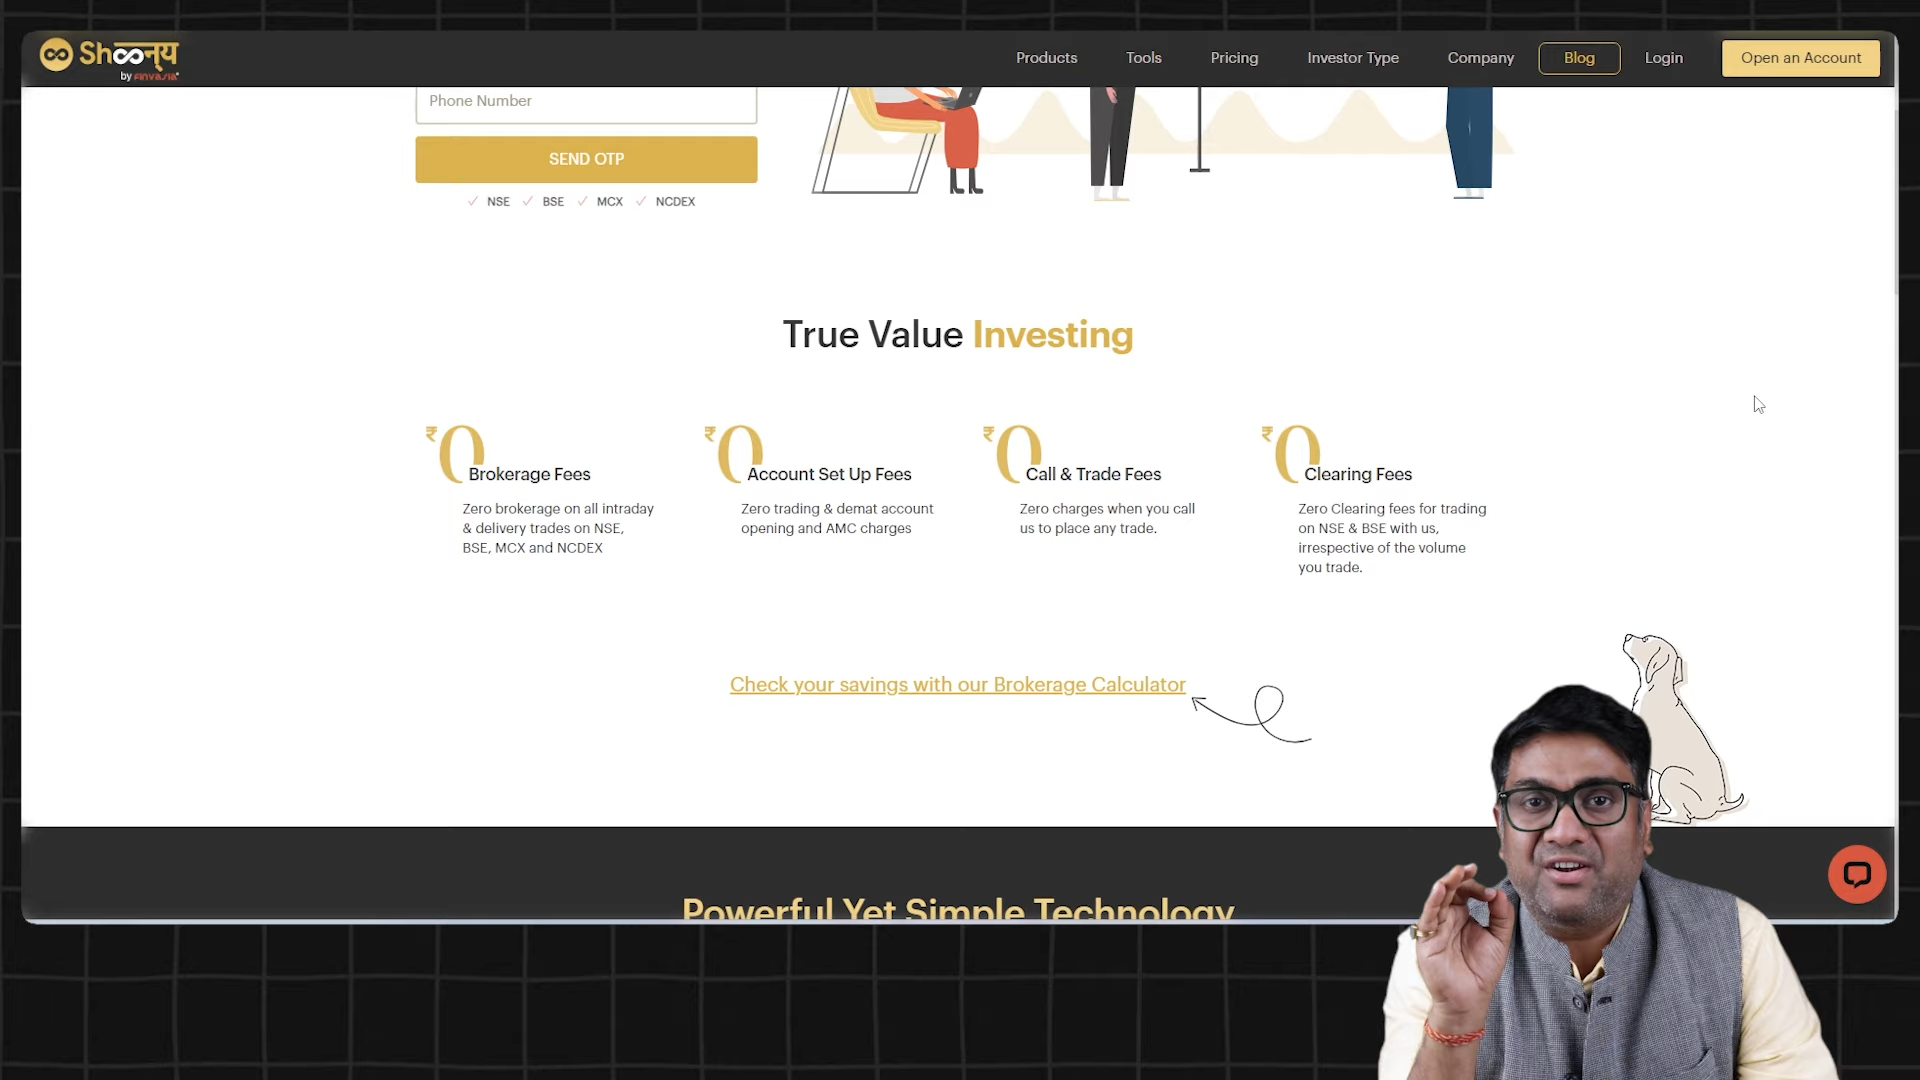 Sh∞न्य
by FINVASIA
Products
Tools
Pricing
Investor Type
Company
Blog
Login
Open an Account
Phone Number
SEND OTP
✓ NSE ✓ BSE ✓ MCX ✓ NCDEX
True Value Investing
₹0
Brokerage Fees
Zero brokerage on all intraday
& delivery trades on NSE,
BSE, MCX and NCDEX
₹0
Account Set Up Fees
Zero trading & demat account
opening and AMC charges
₹0
Call & Trade Fees
Zero charges when you call
us to place any trade.
₹0
Clearing Fees
Zero Clearing fees for trading
on NSE & BSE with us,
irrespective of the volume
you trade.
Check your savings with our Brokerage Calculator
Powerful Yet Simple Technology